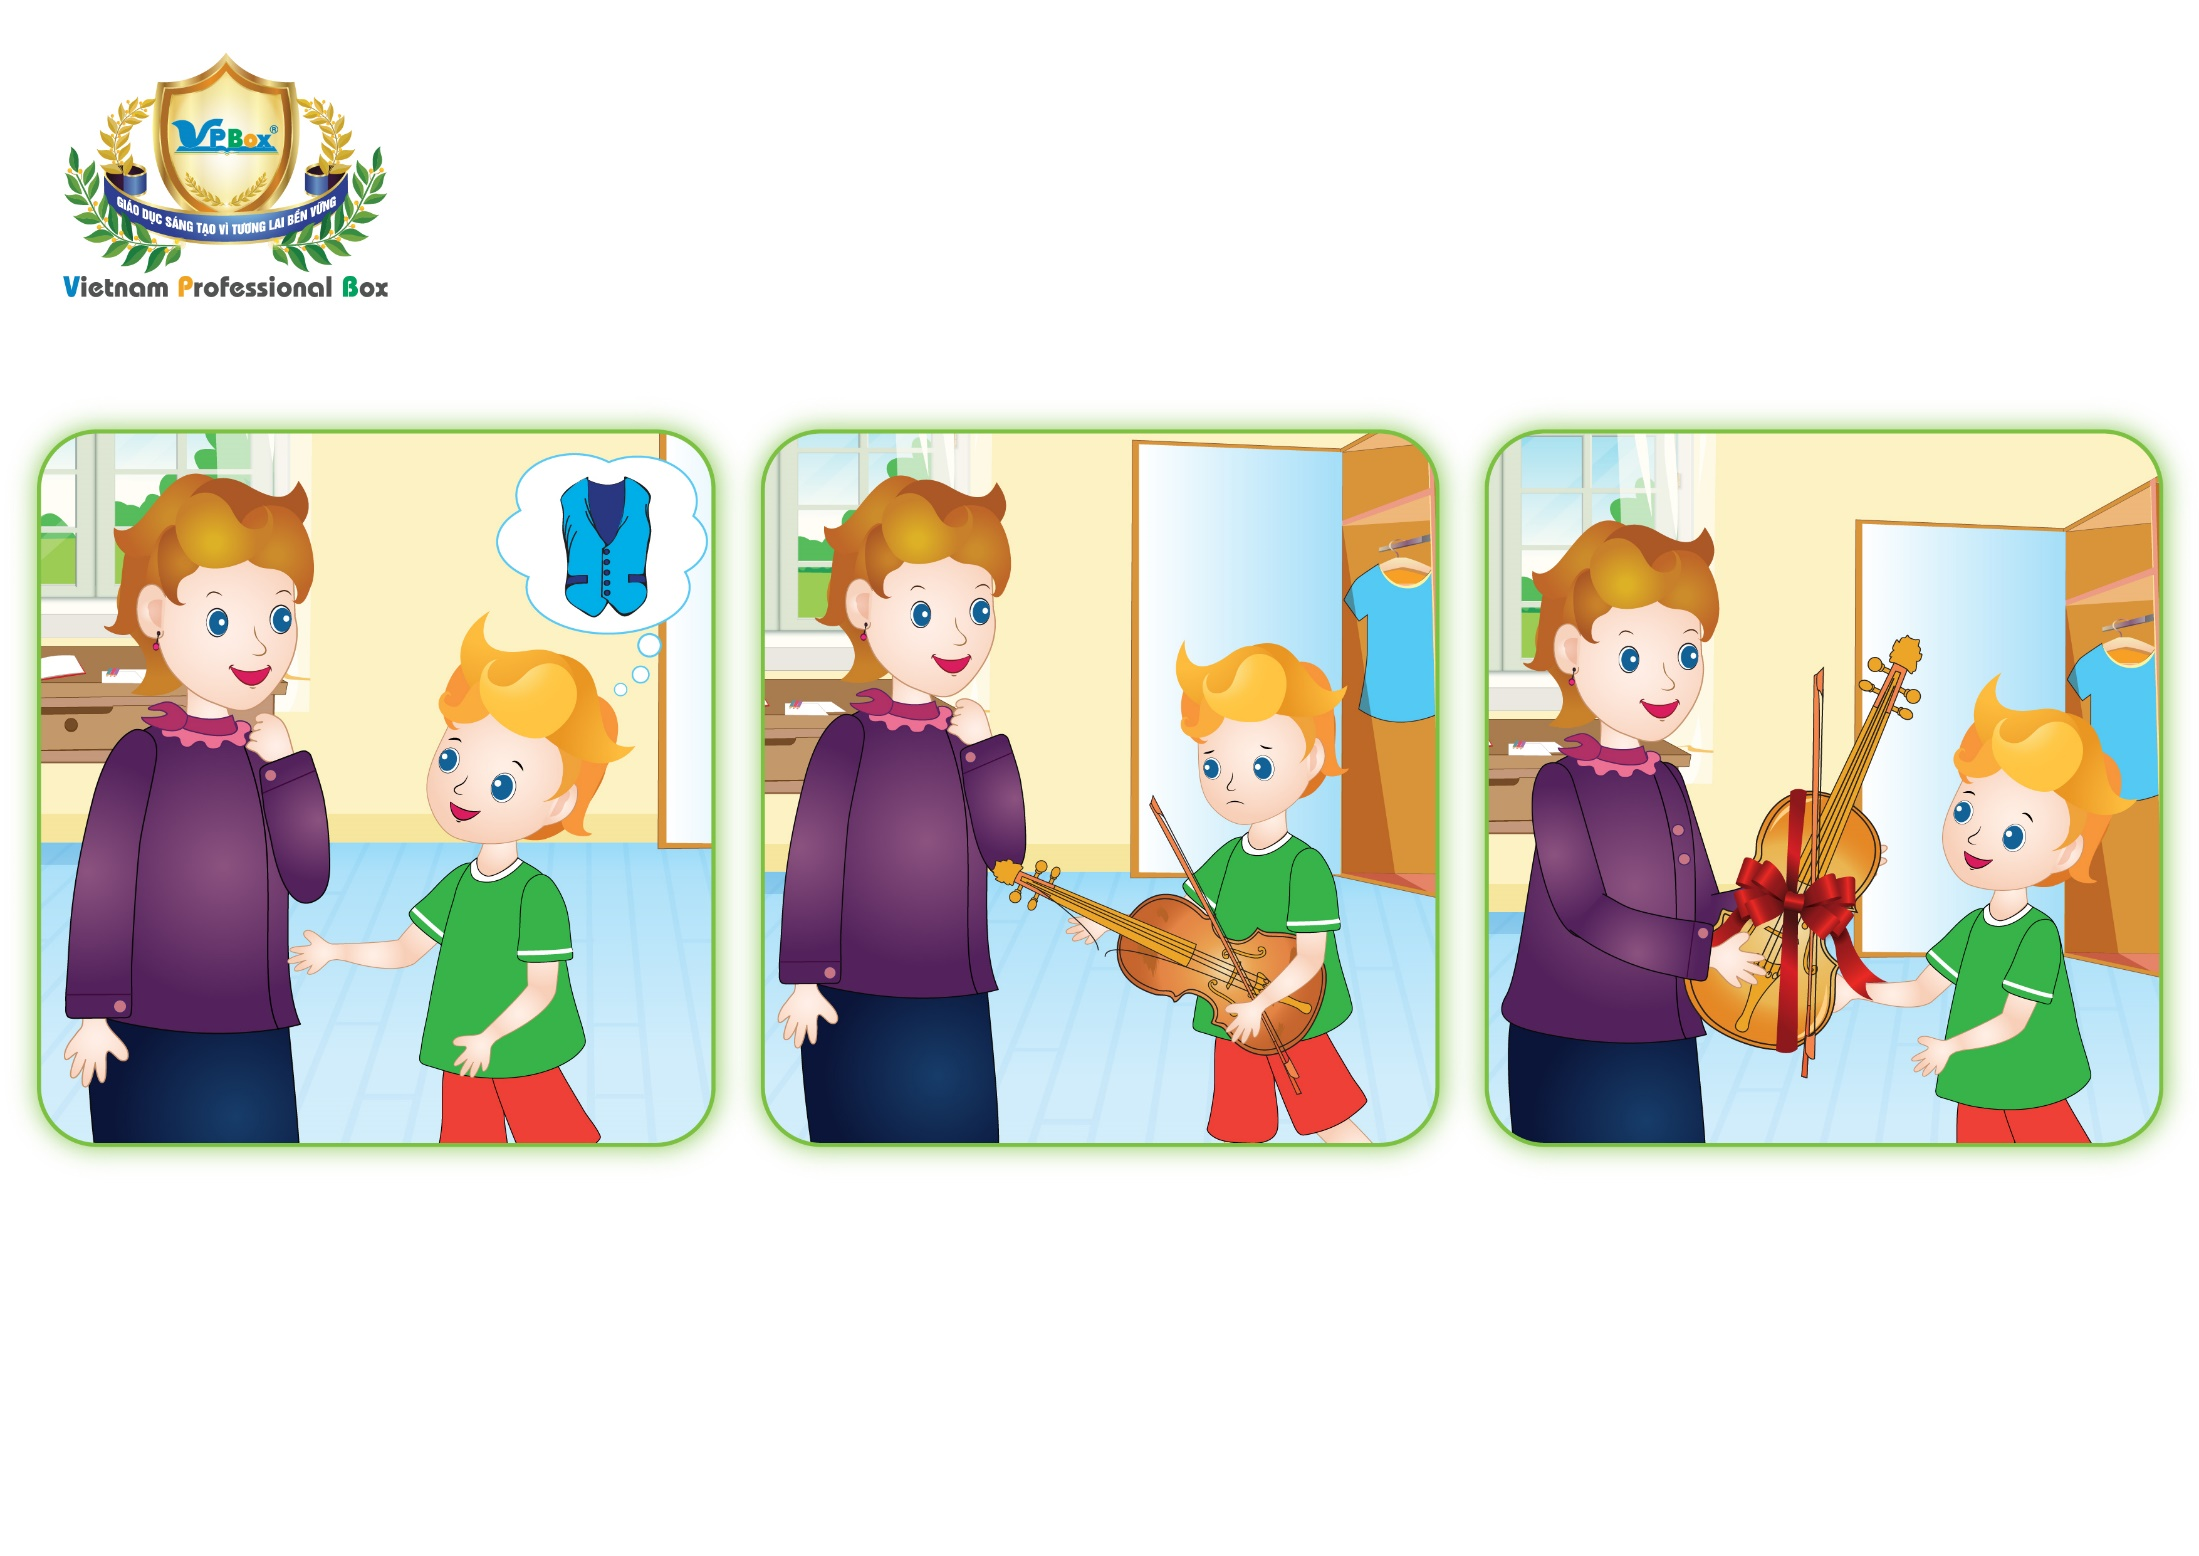 VPBox®
GIÁO DỤC SÁNG TẠO VÌ TƯƠNG LAI BỀN VỮNG
Vietnam Professional Box